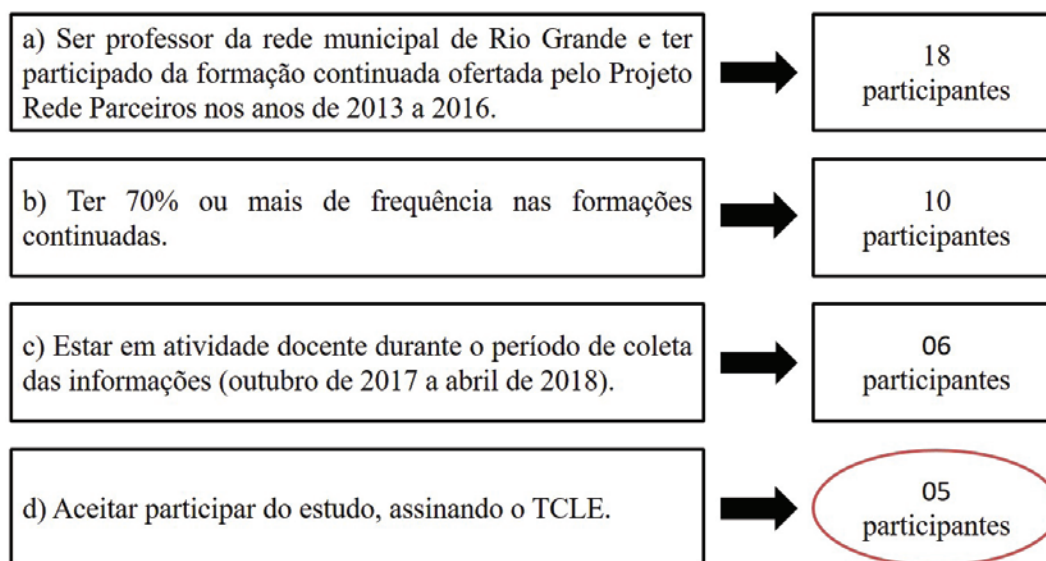 a) Ser professor da rede municipal de Rio Grande e ter
participado da formação continuada ofertada pelo Projeto
Rede Parceiros nos anos de 2013 a 2016.
18
participantes
b) Ter 70% ou mais de frequência nas formações
continuadas.
10
participantes
c) Estar em atividade docente durante o período de coleta
das informações (outubro de 2017 a abril de 2018).
06
participantes
d) Aceitar participar do estudo, assinando o TCLE.
05
participantes